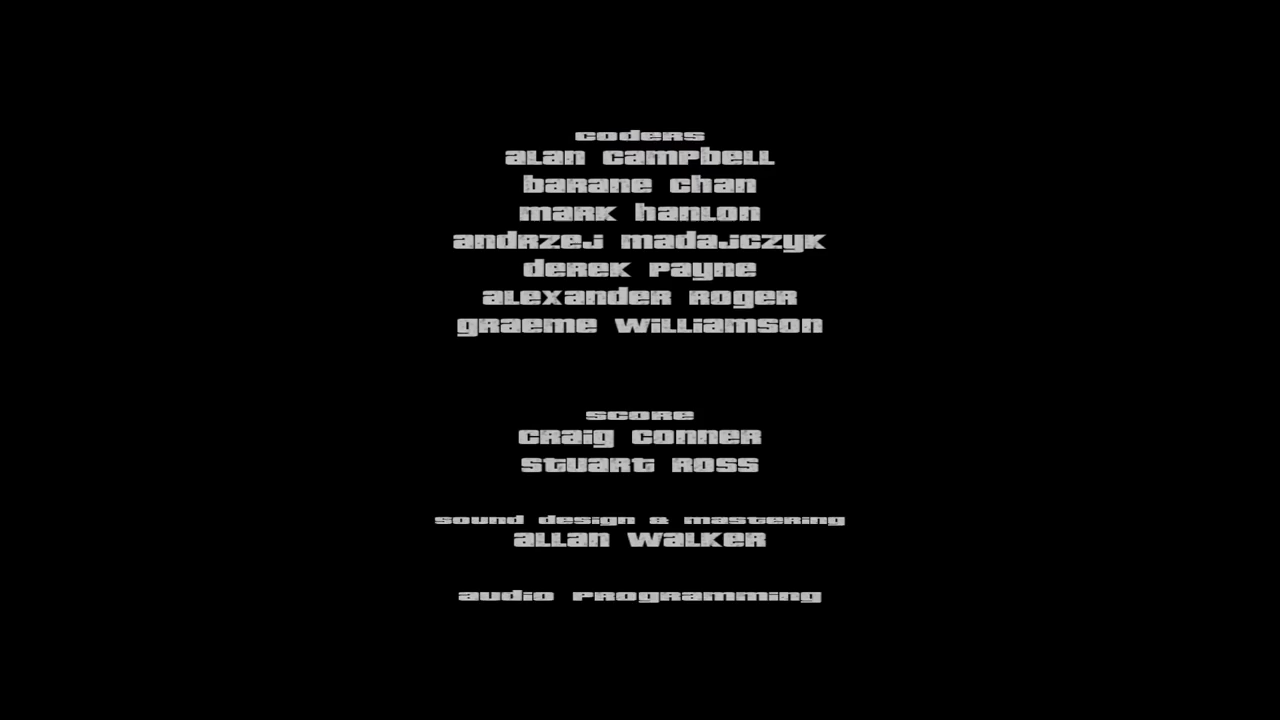 coders
alan campbell
barane chan
mark hanlon
andrzej madajczyk
derek payne
alexander roger
graeme williamson
score
craig conner
stuart ross
sound design & mastering
allan walker
audio programming